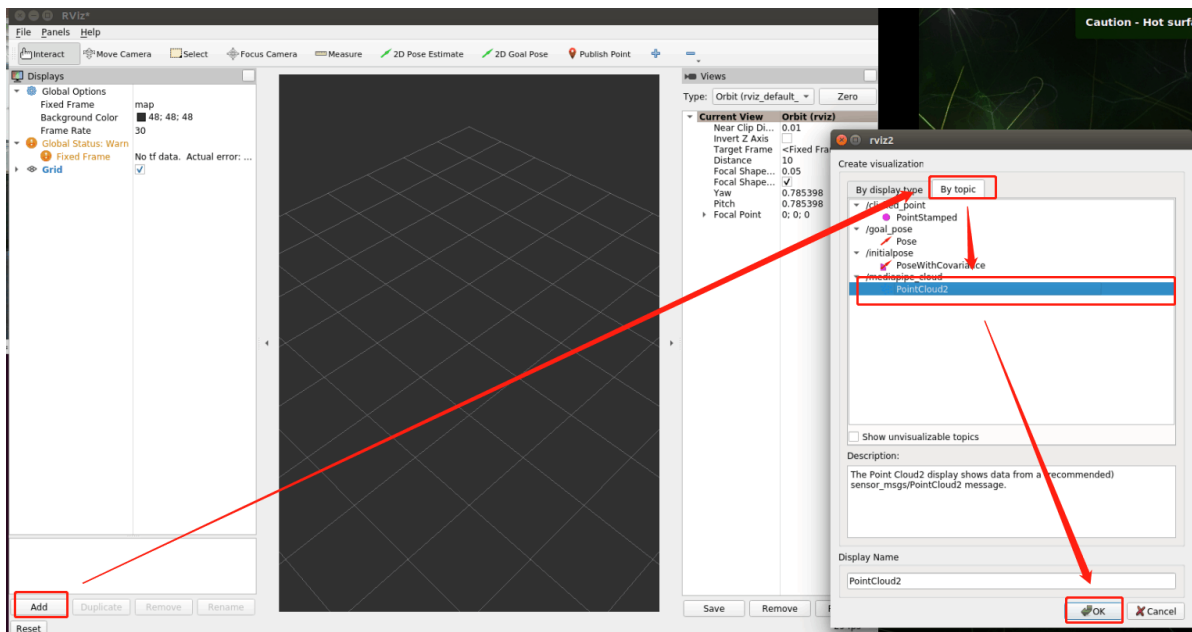 RViz*
Caution - Hot surfa
File Panels Help
Interact Move Camera Select Focus Camera Measure 2D Pose Estimate 2D Goal Pose Publish Point
Displays
Global Options
Fixed Frame map
Background Color 48; 48; 48
Frame Rate 30
Global Status: Warn
Fixed Frame No tf data. Actual error: ...
Grid
Add Duplicate Remove Rename
Reset
Views
Type: Orbit (rviz_default_ Zero
Current View Orbit (rviz)
Near Clip Di... 0.01
Invert Z Axis
Target Frame <Fixed Fra
Distance 10
Focal Shape... 0.05
Focal Shape...
Yaw 0.785398
Pitch 0.785398
Focal Point 0; 0; 0
Save Remove
rviz2
Create visualization
By display type By topic
/clicked_point
PointStamped
/goal_pose
Pose
/initialpose
PoseWithCovariance
/mediapipe_cloud
PointCloud2
Show unvisualizable topics
Description:
The Point Cloud2 display shows data from a (recommended)
sensor_msgs/PointCloud2 message.
Display Name
PointCloud2
OK Cancel